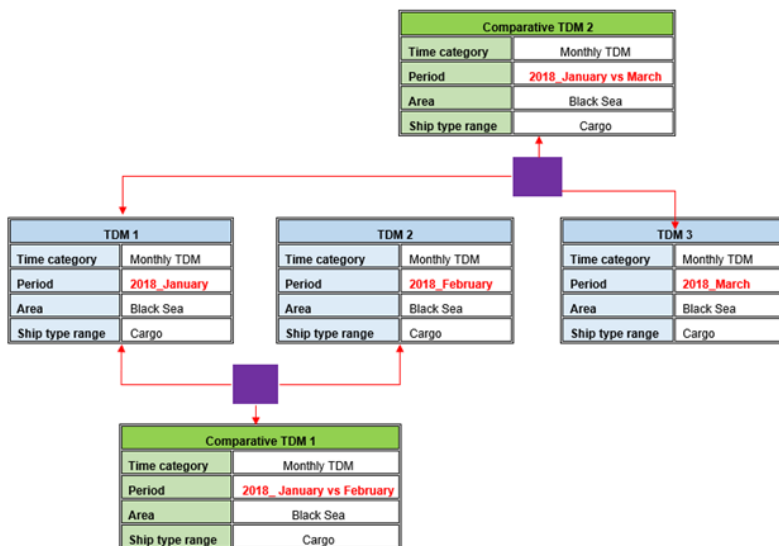 Comparative TDM 2
Time category Monthly TDM
Period 2018_January vs March
Area Black Sea
Ship type range Cargo
TDM 1
Time category Monthly TDM
Period 2018_January
Area Black Sea
Ship type range Cargo
TDM 2
Time category Monthly TDM
Period 2018_February
Area Black Sea
Ship type range Cargo
TDM 3
Time category Monthly TDM
Period 2018_March
Area Black Sea
Ship type range Cargo
Comparative TDM 1
Time category Monthly TDM
Period 2018_ January vs February
Area Black Sea
Ship type range Cargo